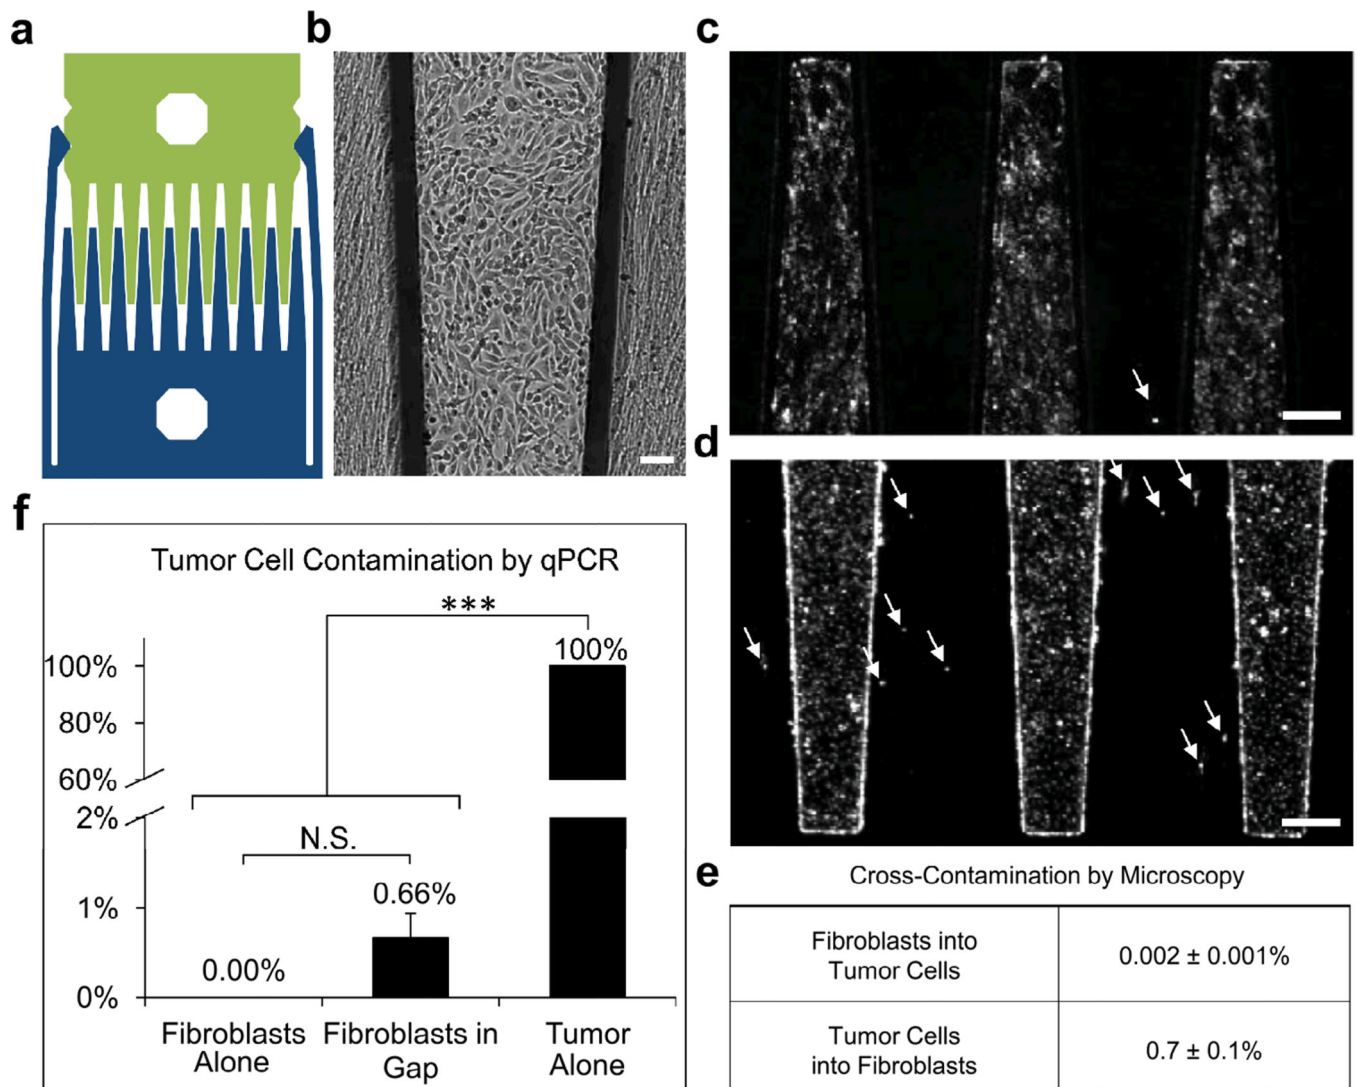 a
b
c
d
e
Cross-Contamination by Microscopy
Fibroblasts into
Tumor Cells
0.002 ± 0.001%
Tumor Cells
into Fibroblasts
0.7 ± 0.1%
f
Tumor Cell Contamination by qPCR
***
100%
100%
80%
60%
2%
N.S.
0.66%
1%
0.00%
0%
Fibroblasts
Alone
Fibroblasts in
Gap
Tumor
Alone